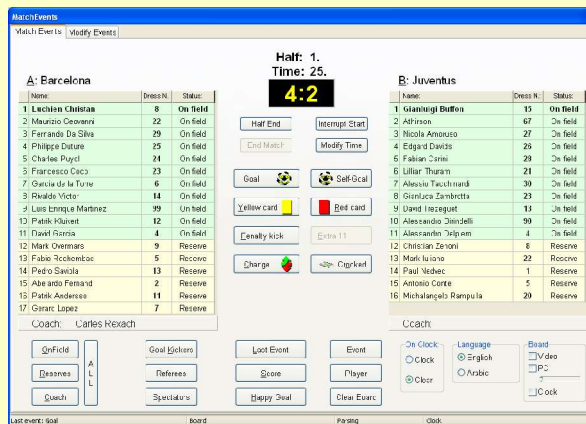 MatchEvents
Match Events Modify Events
Half: 1.
Time: 25.
4:2
A: Barcelona
Name: Dress N.: Status:
1 Luchien Christan 8 On field
2 Maurizio Geovanni 22 On field
3 Fernando Da Silva 29 On field
4 Philippe Duture 25 On field
5 Charles Puyol 24 On field
6 Francesco Coco 23 On field
7 Garcia de la Torre 6 On field
8 Rivaldo Victor 14 On field
9 Luis Enrique Martinez 99 On field
10 Patrik Kluivert 12 On field
11 David Garcia 4 On field
12 Mark Overmars 9 Reserve
13 Fabio Rochembac 5 Reserve
14 Pedro Saviola 13 Reserve
15 Abelardo Fernand 2 Reserve
16 Patrik Anderson 11 Reserve
17 Gerard Lopez 7 Reserve
Coach: Carles Rexach
Half End Interrupt Start
End Match Modify Time
Goal Self-Goal
Yellow card Red card
Penalty kick Extra 11
Change Cracked
B: Juventus
Name: Dress N.: Status:
1 Gianluigi Buffon 15 On field
2 Athirson 67 On field
3 Nicola Amoruso 27 On field
4 Edgard Davids 26 On field
5 Fabian Carini 28 On field
6 Lillian Thuram 21 On field
7 Alessio Tacchinardi 30 On field
8 Gianluca Zambrotta 23 On field
9 David Trezeguet 13 On field
10 Alessandro Birindelli 90 On field
11 Alessandro Delpiero 4 On field
12 Christian Zenoni 8 Reserve
13 Mark Iuliano 22 Reserve
14 Paul Nedved 1 Reserve
15 Antonio Conte 5 Reserve
16 Michalangelo Rampulla 20 Reserve
Coach:
OnField
Reserves
Coach
ALL
Goal Kickers
Referees
Spectators
Last Event Event
Score Player
Happy Goal Clear Board
On Clock
Clock
Clear
Language
English
Arabic
Board
Video
PC
Clock
Last event: Goal Board Parsing Clock